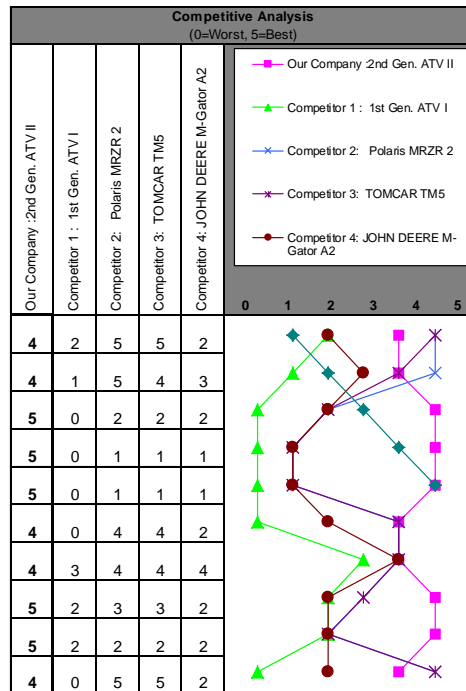 Competitive Analysis
(0=Worst, 5=Best)
Our Company :2nd Gen. ATV II
Competitor 1 : 1st Gen. ATV I
Competitor 2: Polaris MRZR 2
Competitor 3: TOMCAR TM5
Competitor 4: JOHN DEERE M-Gator A2
Our Company :2nd Gen. ATV II
Competitor 1 : 1st Gen. ATV I
Competitor 2: Polaris MRZR 2
Competitor 3: TOMCAR TM5
Competitor 4: JOHN DEERE M-
Gator A2
0 1 2 3 4 5
4 2 5 5 2
4 1 5 4 3
5 0 2 2 2
5 0 1 1 1
5 0 1 1 1
4 0 4 4 2
4 3 4 4 4
5 2 3 3 2
5 2 2 2 2
4 0 5 5 2